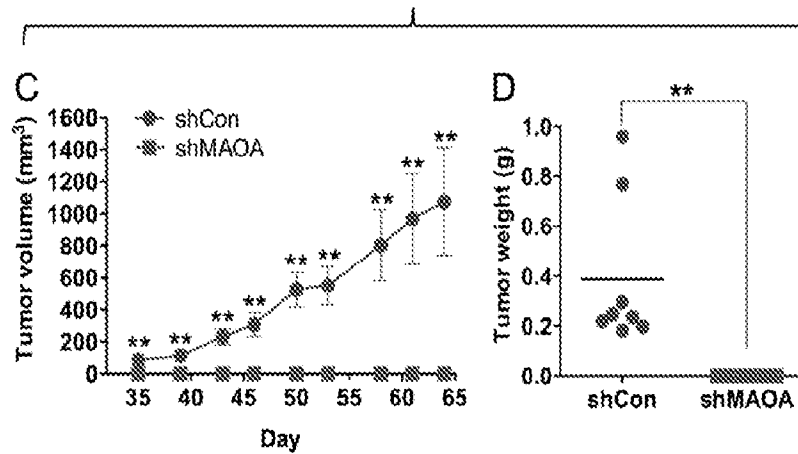 C
Tumor volume (mm³)
1600
1400
1200
1000
800
600
400
200
0
shCon
shMAOA
**
**
**
**
**
**
**
**
**
35 40 45 50 55 60 65
Day
D
**
Tumor weight (g)
1.0
0.8
0.6
0.4
0.2
0.0
shCon shMAOA